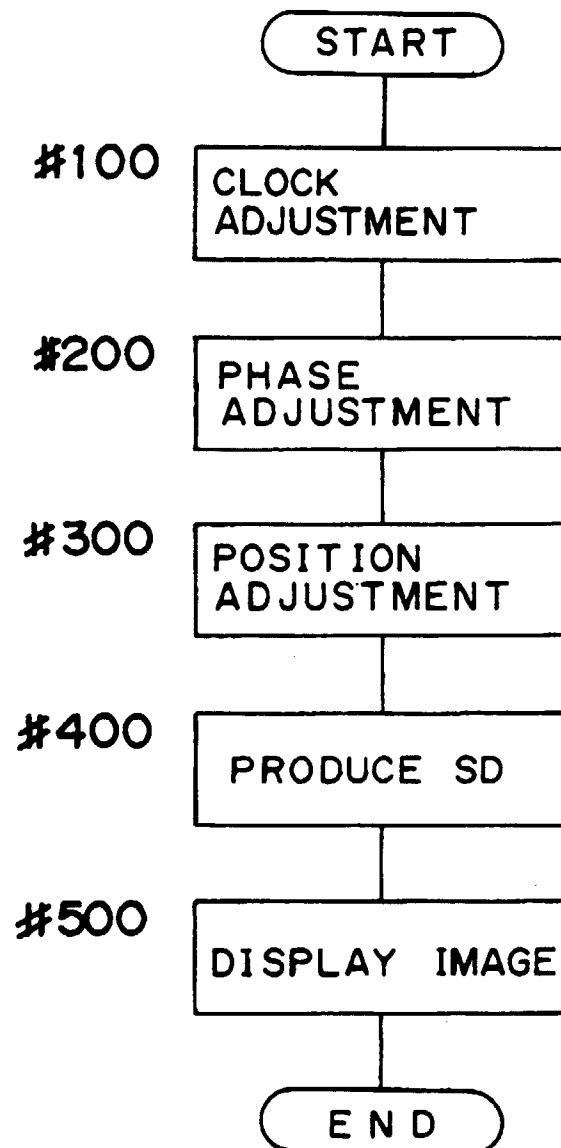 START
#100
CLOCK
ADJUSTMENT
#200
PHASE
ADJUSTMENT
#300
POSITION
ADJUSTMENT
#400
PRODUCE SD
#500
DISPLAY IMAGE
END